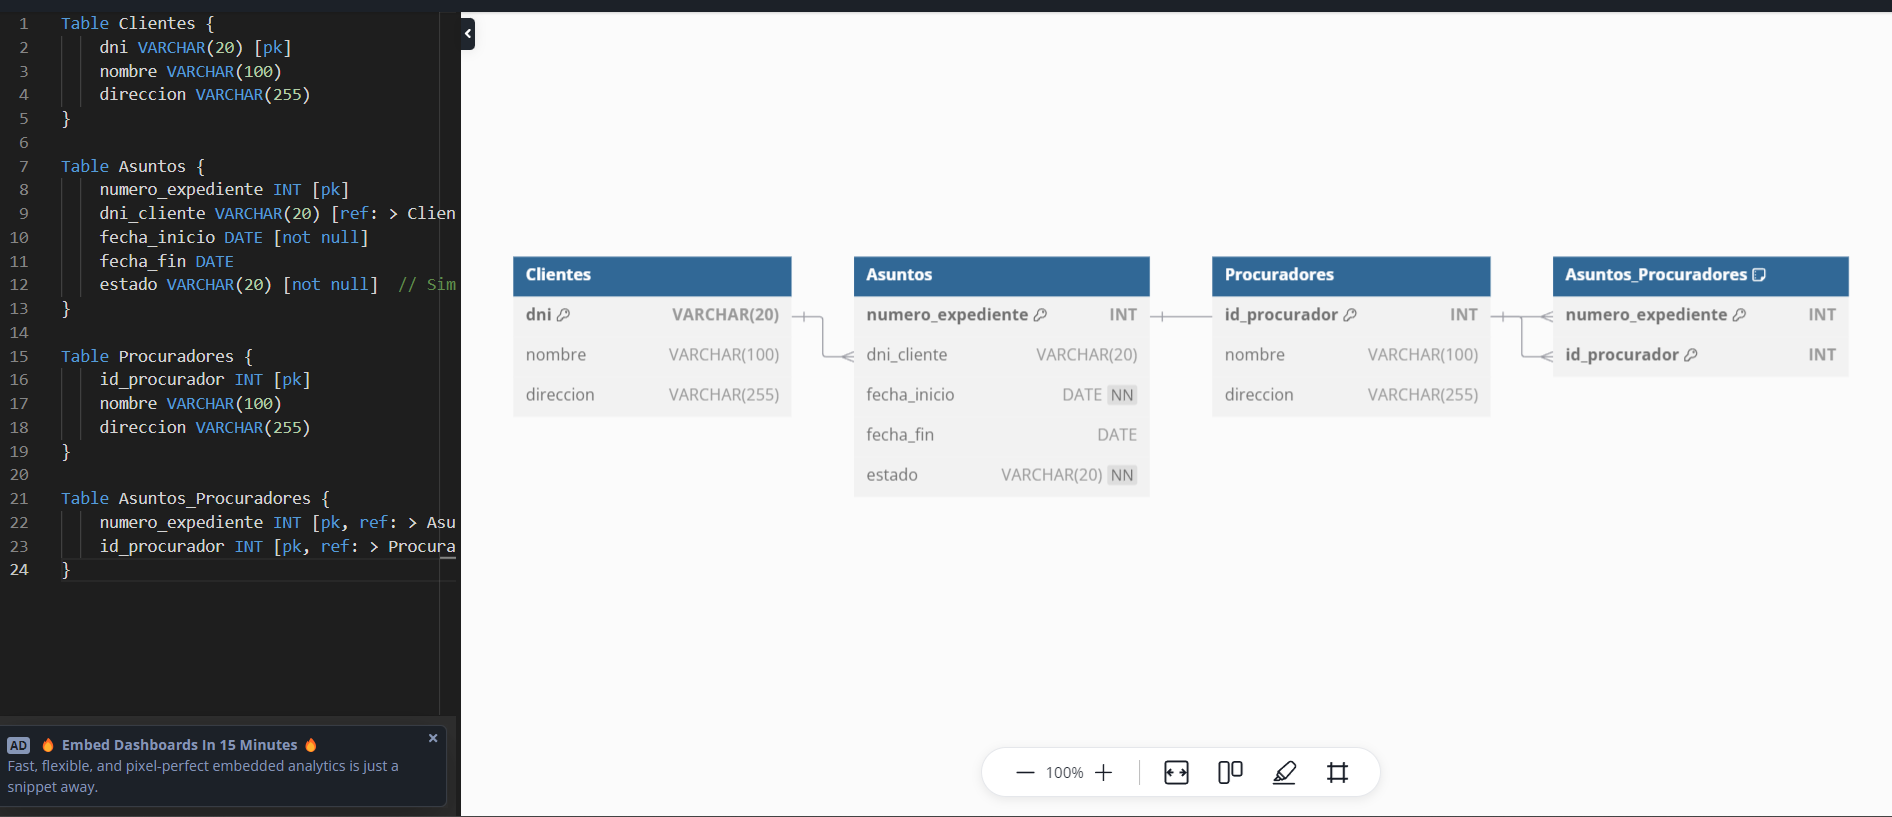 1 Table Clientes {
2 dni VARCHAR(20) [pk]
3 nombre VARCHAR(100)
4 direccion VARCHAR(255)
5 }
6
7 Table Asuntos {
8 numero_expediente INT [pk]
9 dni_cliente VARCHAR(20) [ref: > Clien
10 fecha_inicio DATE [not null]
11 fecha_fin DATE
12 estado VARCHAR(20) [not null] // Sim
13 }
14
15 Table Procuradores {
16 id_procurador INT [pk]
17 nombre VARCHAR(100)
18 direccion VARCHAR(255)
19 }
20
21 Table Asuntos_Procuradores {
22 numero_expediente INT [pk, ref: > Asu
23 id_procurador INT [pk, ref: > Procura
24 }
AD 🔥 Embed Dashboards In 15 Minutes 🔥
Fast, flexible, and pixel-perfect embedded analytics is just a
snippet away.
Clientes
dni VARCHAR(20)
nombre VARCHAR(100)
direccion VARCHAR(255)
Asuntos
numero_expediente INT
dni_cliente VARCHAR(20)
fecha_inicio DATE NN
fecha_fin DATE
estado VARCHAR(20) NN
Procuradores
id_procurador INT
nombre VARCHAR(100)
direccion VARCHAR(255)
Asuntos_Procuradores
numero_expediente INT
id_procurador INT
100%